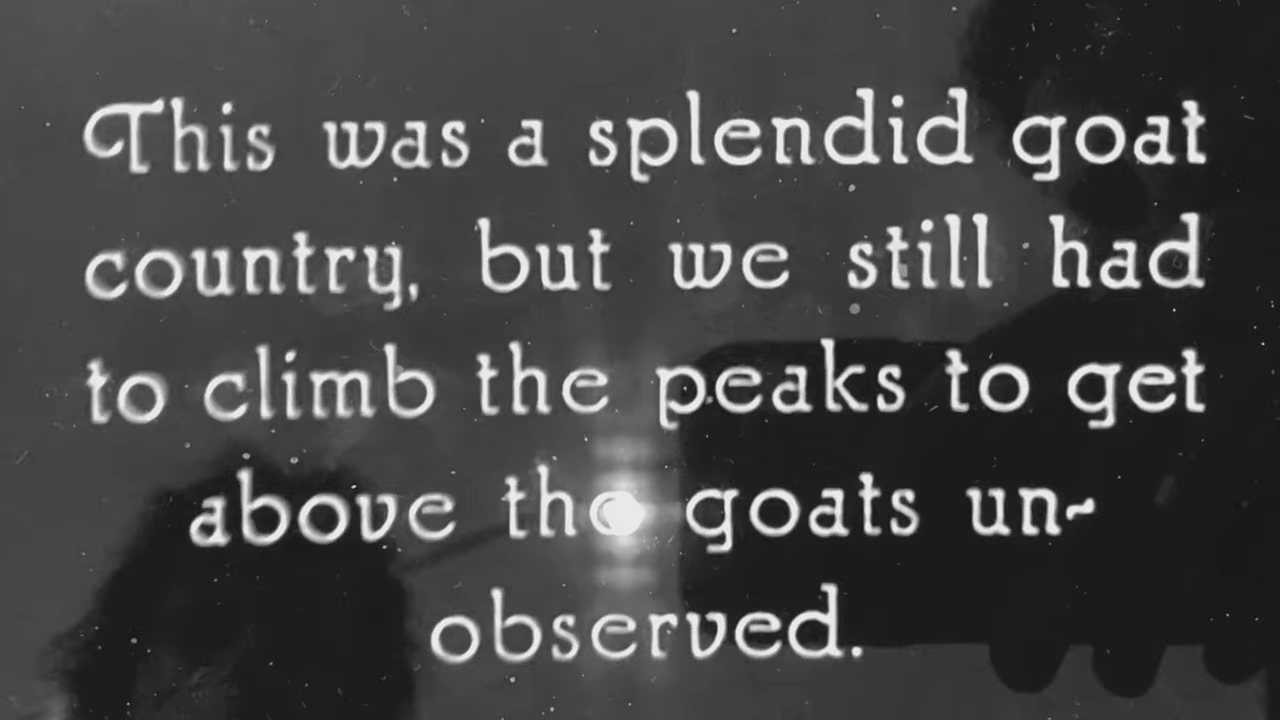 This was a splendid goat
country, but we still had
to climb the peaks to get
above the goats un-
observed.